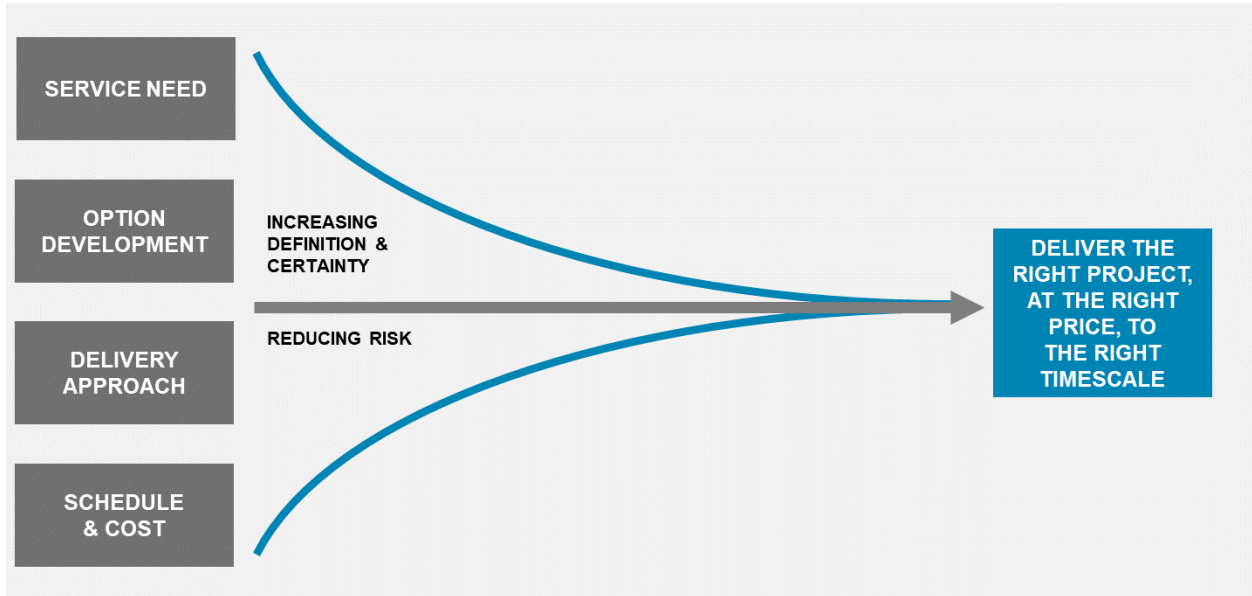 SERVICE NEED
OPTION
DEVELOPMENT
DELIVERY
APPROACH
SCHEDULE
& COST
INCREASING
DEFINITION &
CERTAINTY
REDUCING RISK
DELIVER THE
RIGHT PROJECT,
AT THE RIGHT
PRICE, TO
THE RIGHT
TIMESCALE